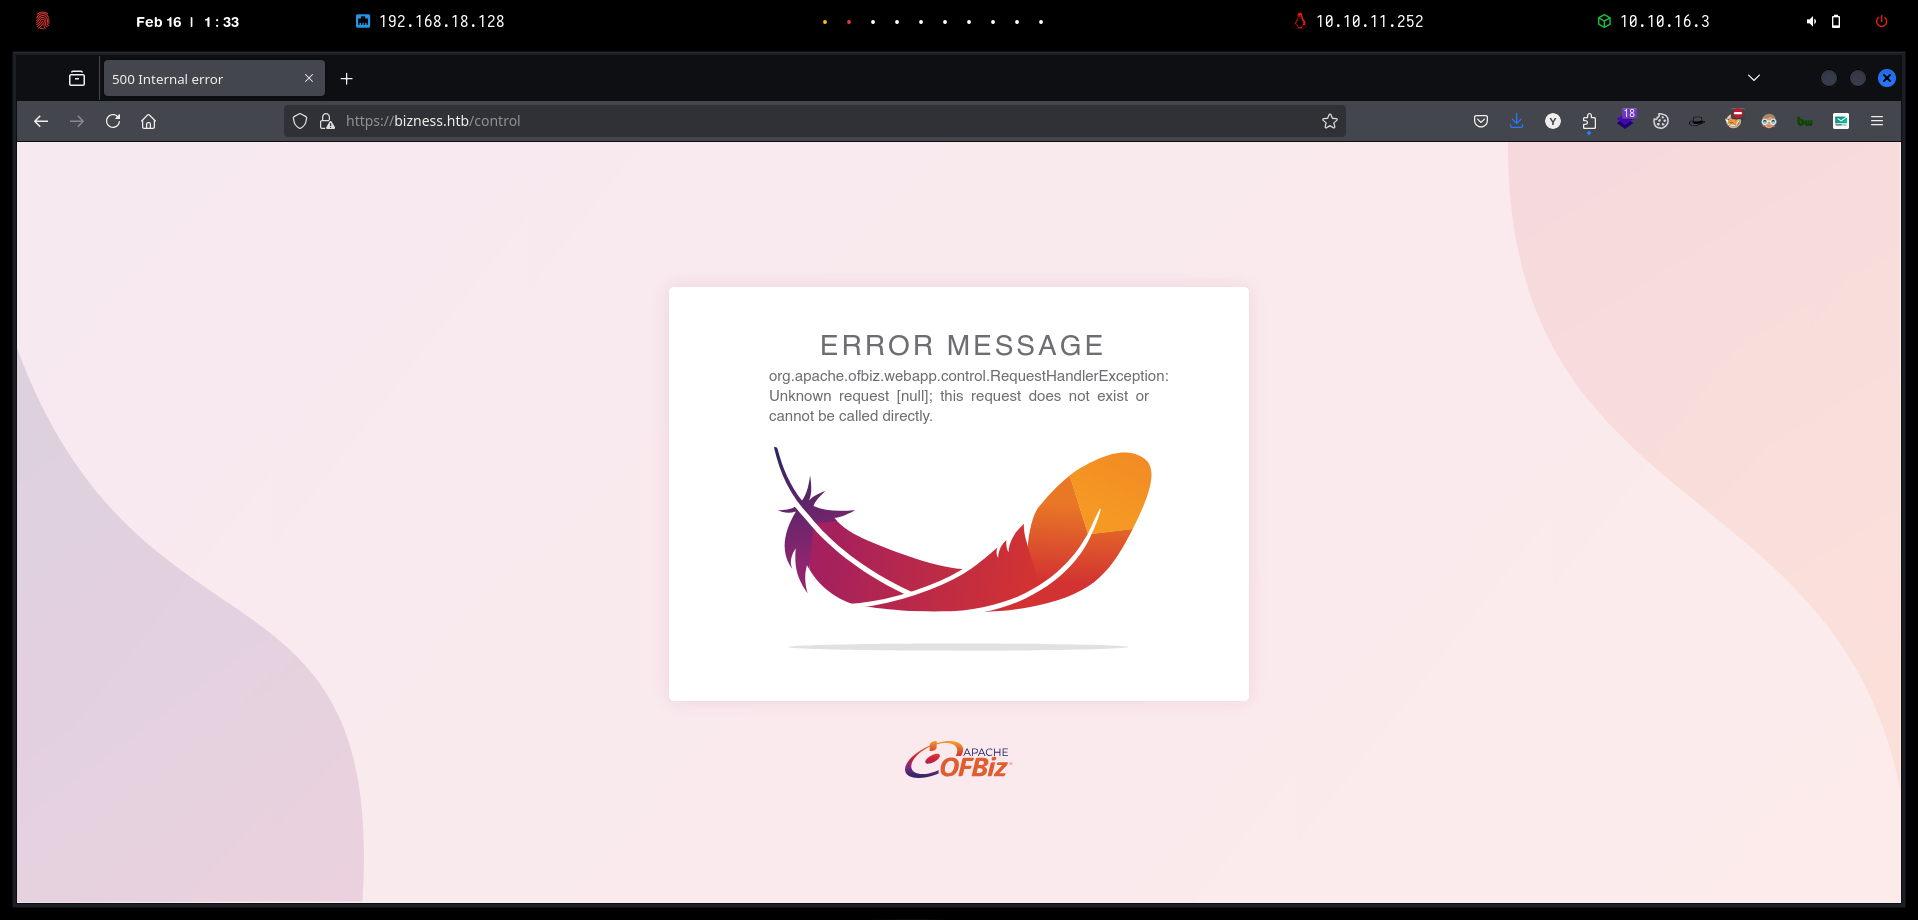 Feb 16 | 1 : 33
192.168.18.128
10.10.11.252
10.10.16.3
500 Internal error
https://bizness.htb/control
Y
18
bw
ERROR MESSAGE
org.apache.ofbiz.webapp.control.RequestHandlerException:
Unknown request [null]; this request does not exist or
cannot be called directly.
APACHE
OFBiz